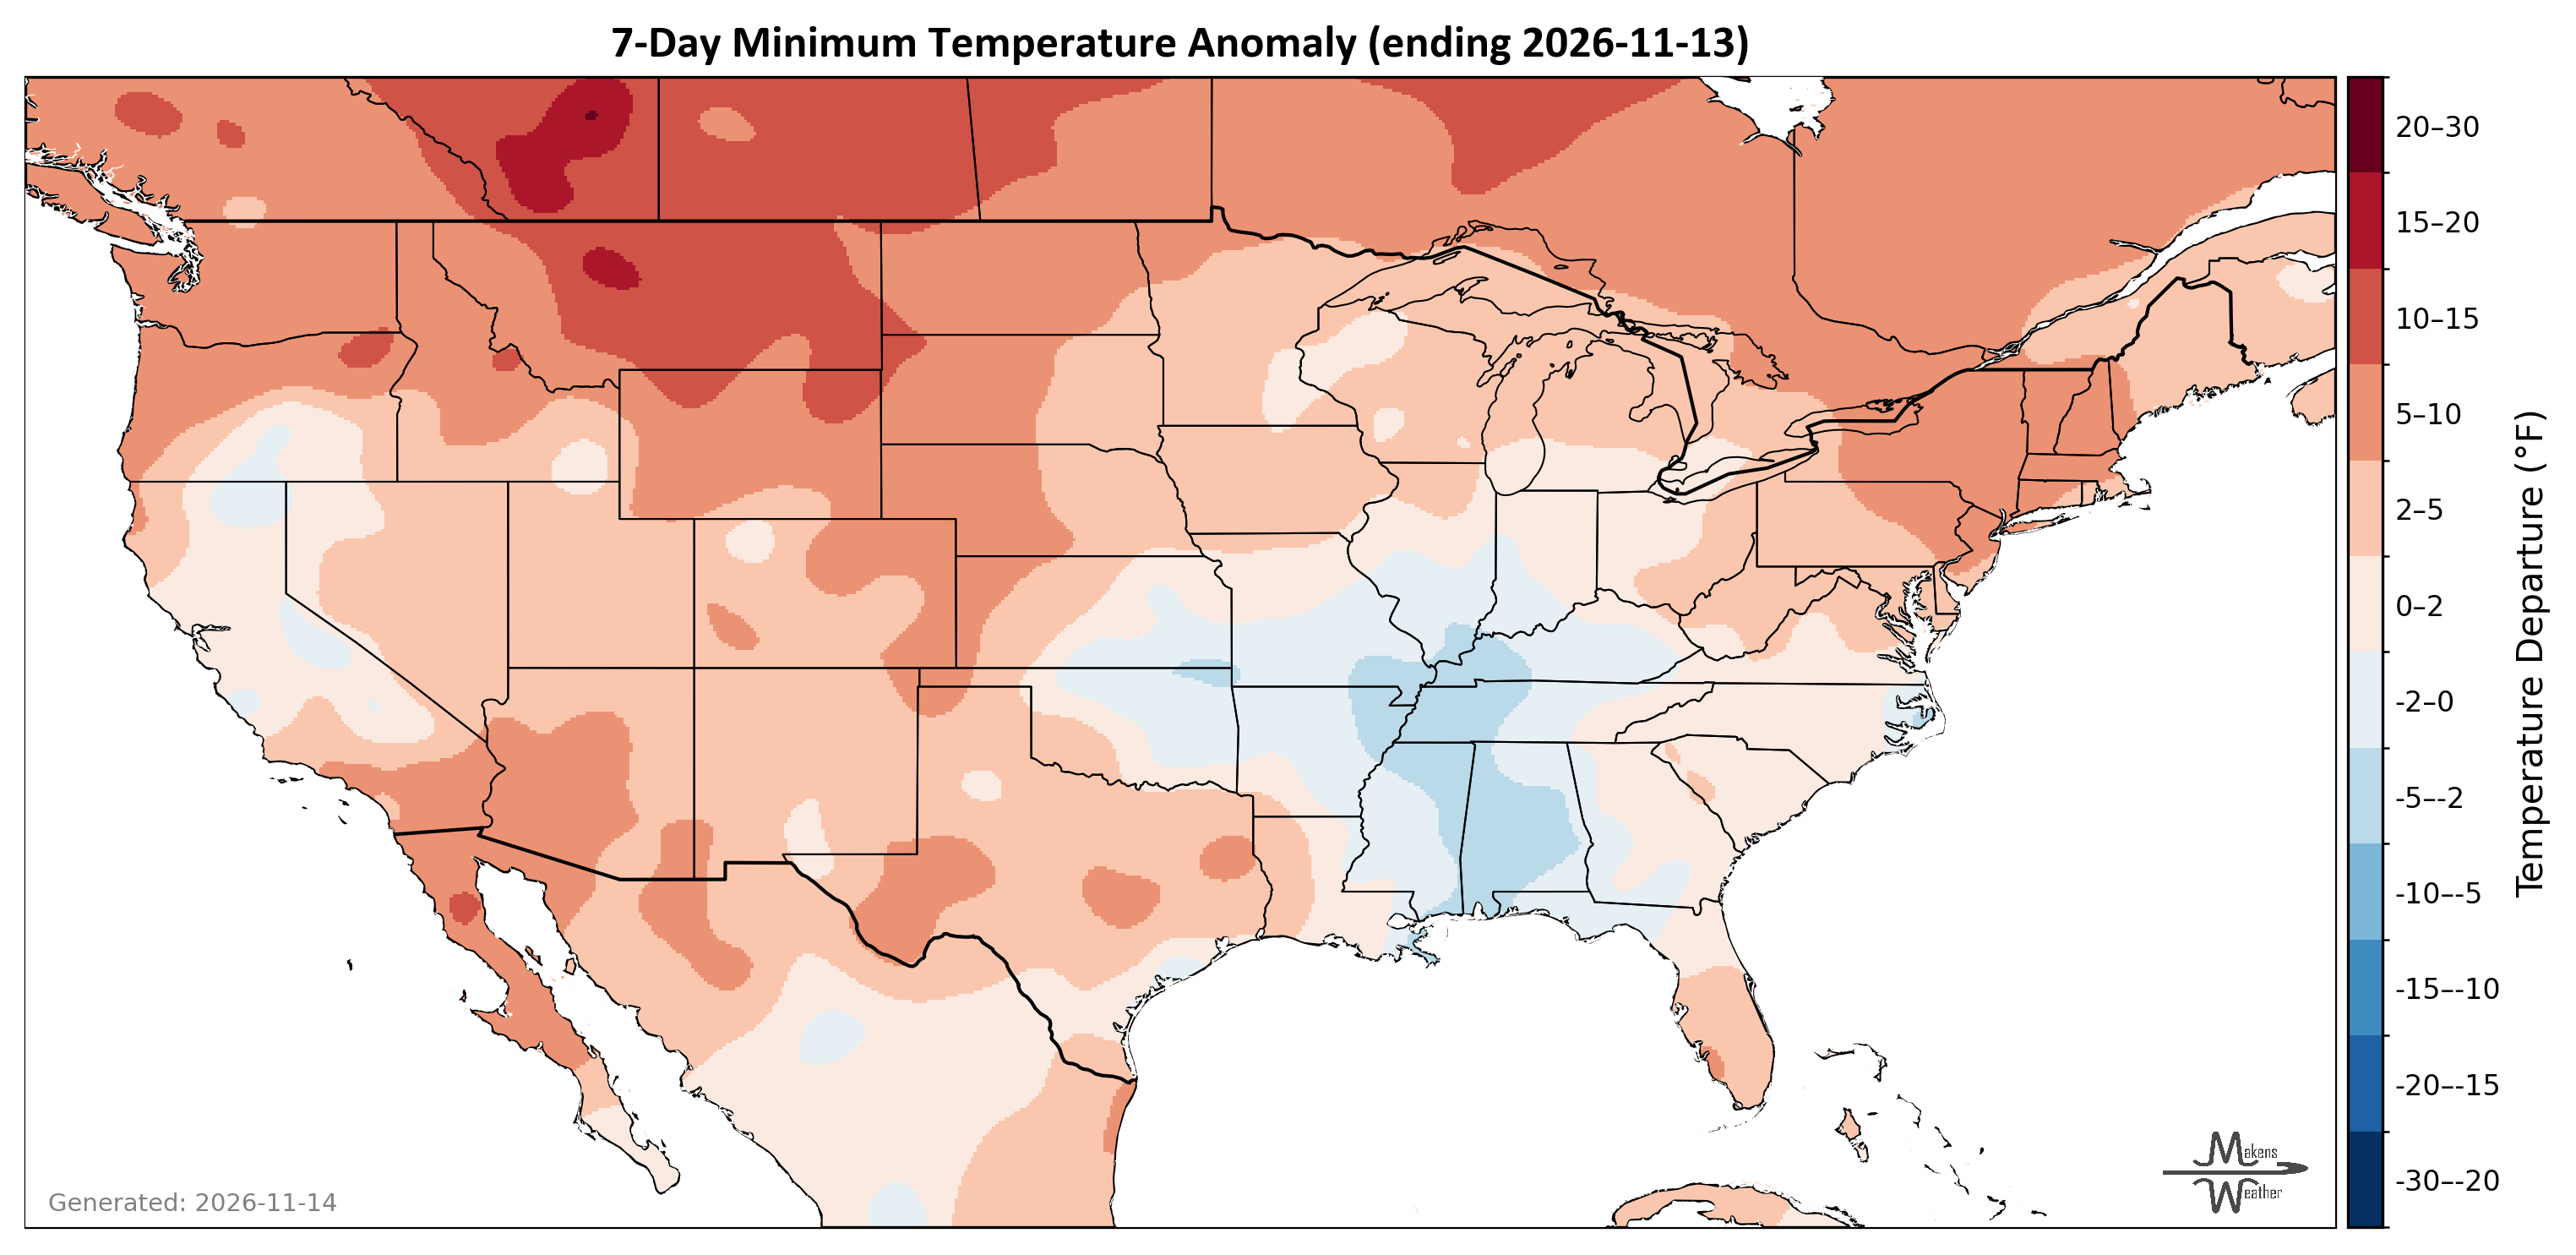 7-Day Minimum Temperature Anomaly (ending 2026-11-13)
20–30
15–20
10–15
5–10
2–5
0–2
-2–0
-5–-2
-10–-5
-15–-10
-20–-15
-30–-20
Temperature Departure (°F)
Makens
Weather
Generated: 2026-11-14